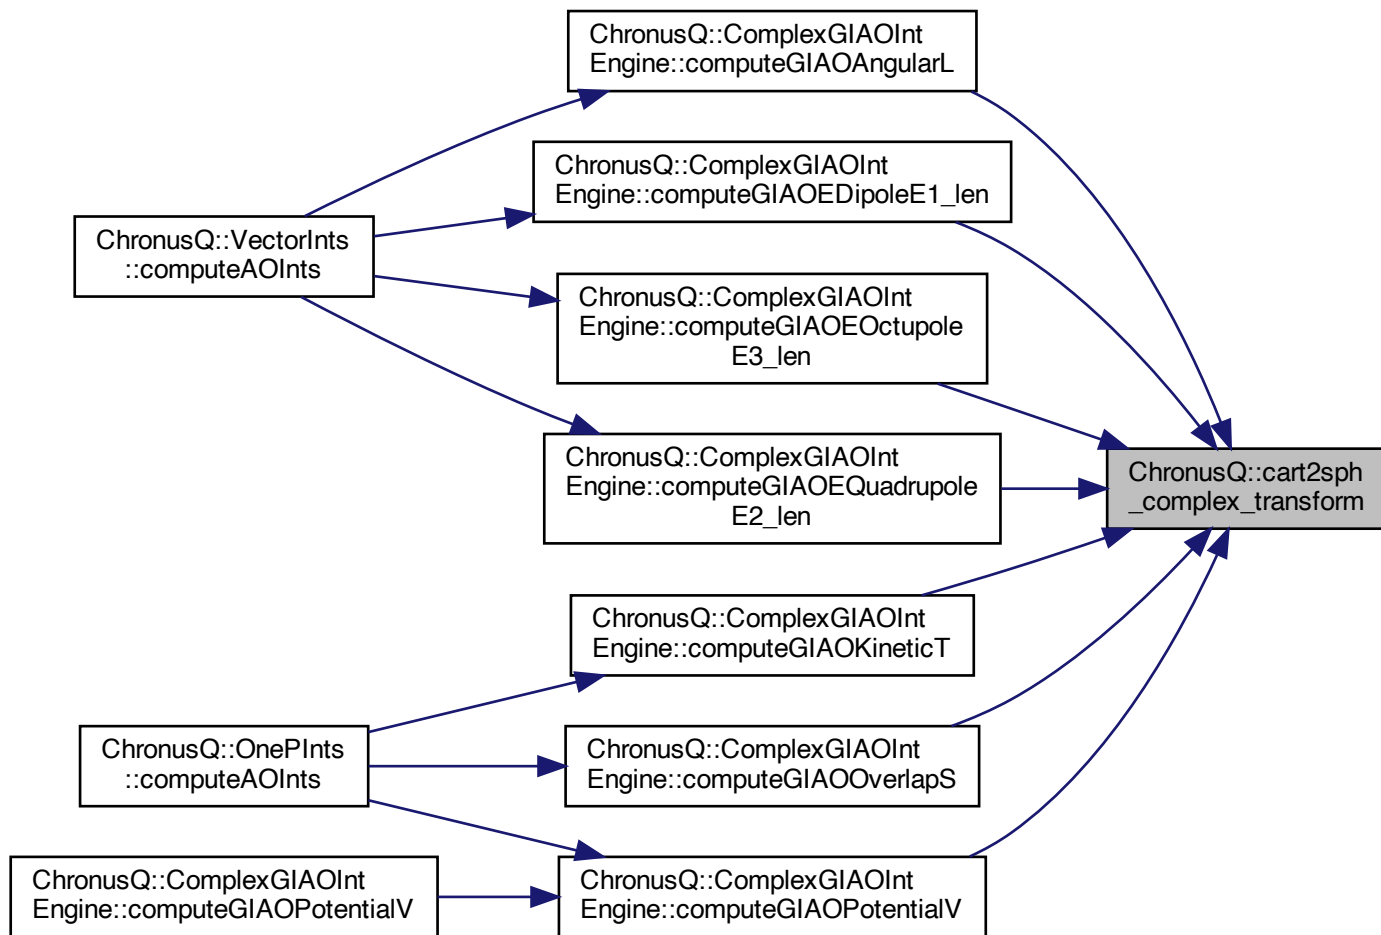 ChronusQ::ComplexGIAOInt
Engine::computeGIAOAngularL
ChronusQ::ComplexGIAOInt
Engine::computeGIAOEDipoleE1_len
ChronusQ::VectorInts
::computeAOInts
ChronusQ::ComplexGIAOInt
Engine::computeGIAOEOctupole
E3_len
ChronusQ::ComplexGIAOInt
Engine::computeGIAOEQuadrupole
E2_len
ChronusQ::cart2sph
_complex_transform
ChronusQ::ComplexGIAOInt
Engine::computeGIAOKineticT
ChronusQ::OnePInts
::computeAOInts
ChronusQ::ComplexGIAOInt
Engine::computeGIAOOverlapS
ChronusQ::ComplexGIAOInt
Engine::computeGIAOPotentialV
ChronusQ::ComplexGIAOInt
Engine::computeGIAOPotentialV